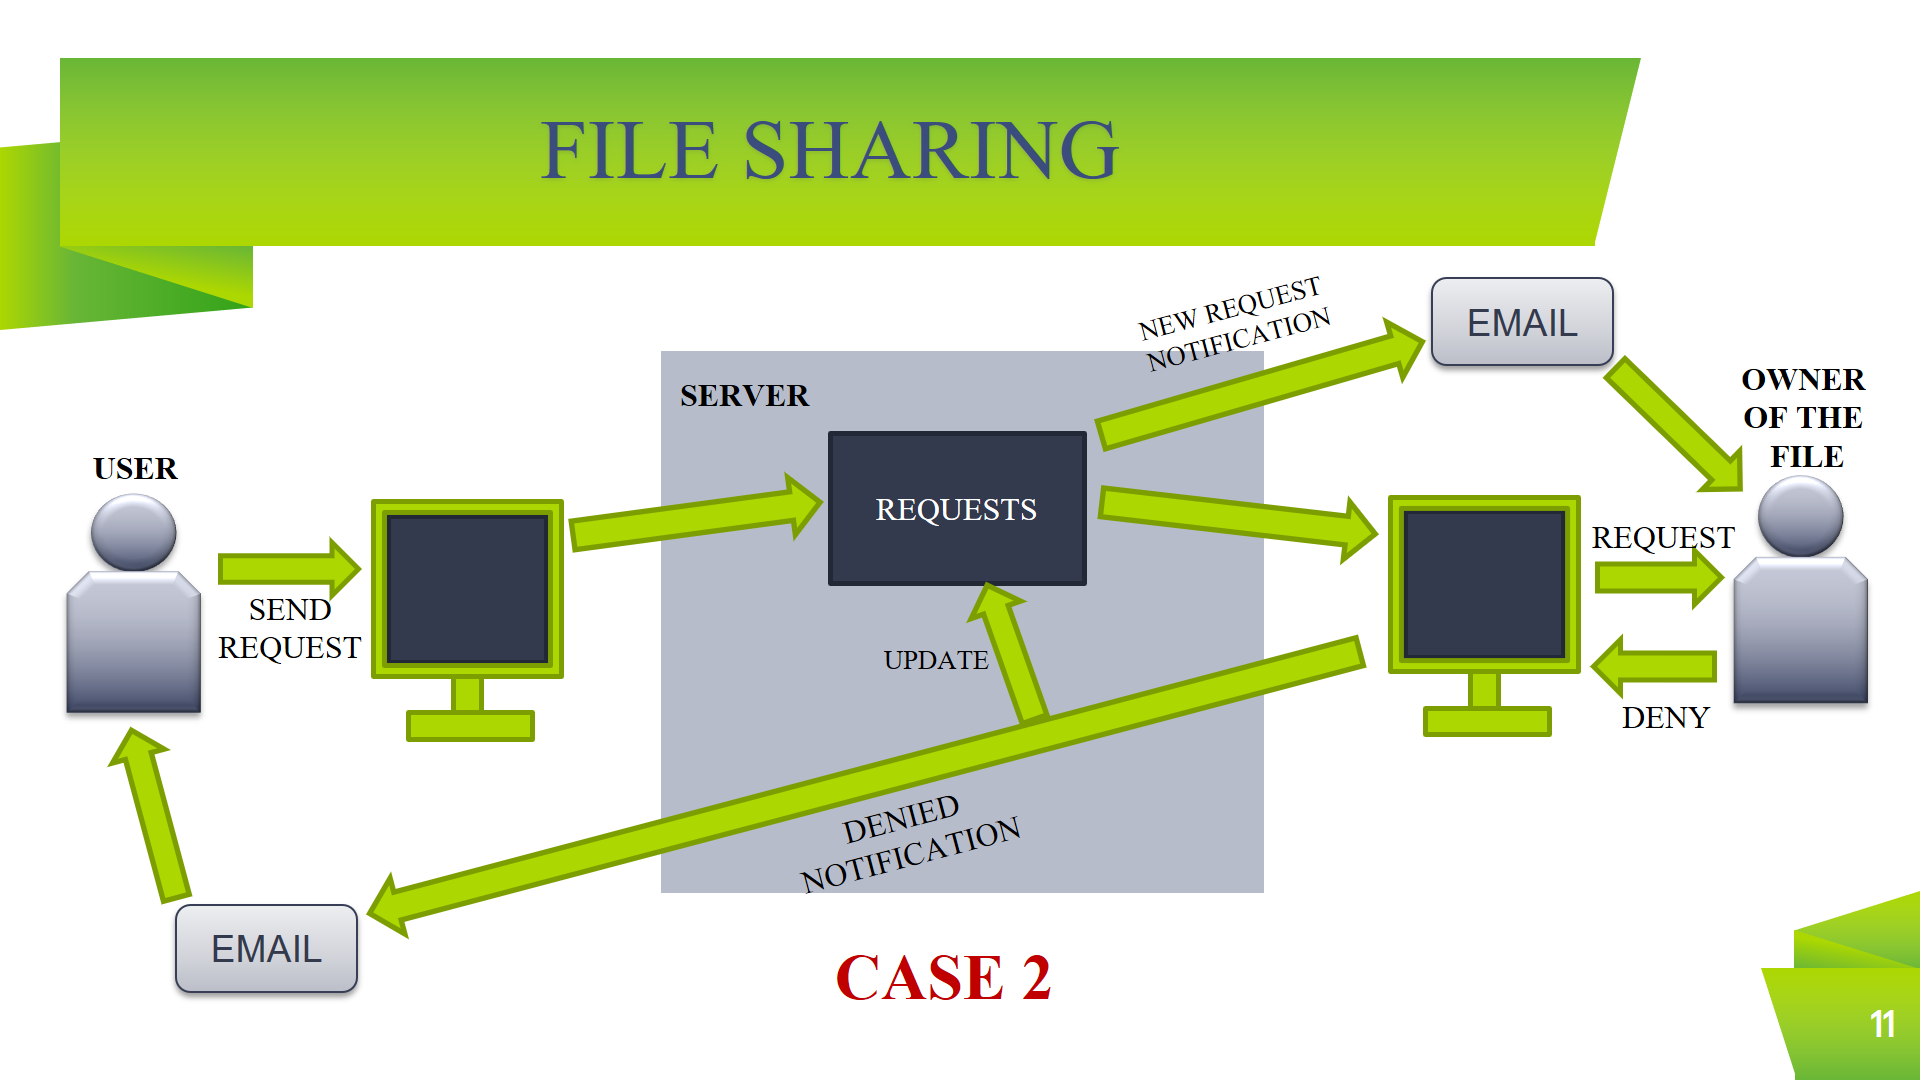 FILE SHARING
NEW REQUEST
NOTIFICATION
EMAIL
SERVER
OWNER
OF THE
FILE
USER
REQUESTS
REQUEST
SEND
REQUEST
UPDATE
DENY
DENIED
NOTIFICATION
EMAIL
CASE 2
11